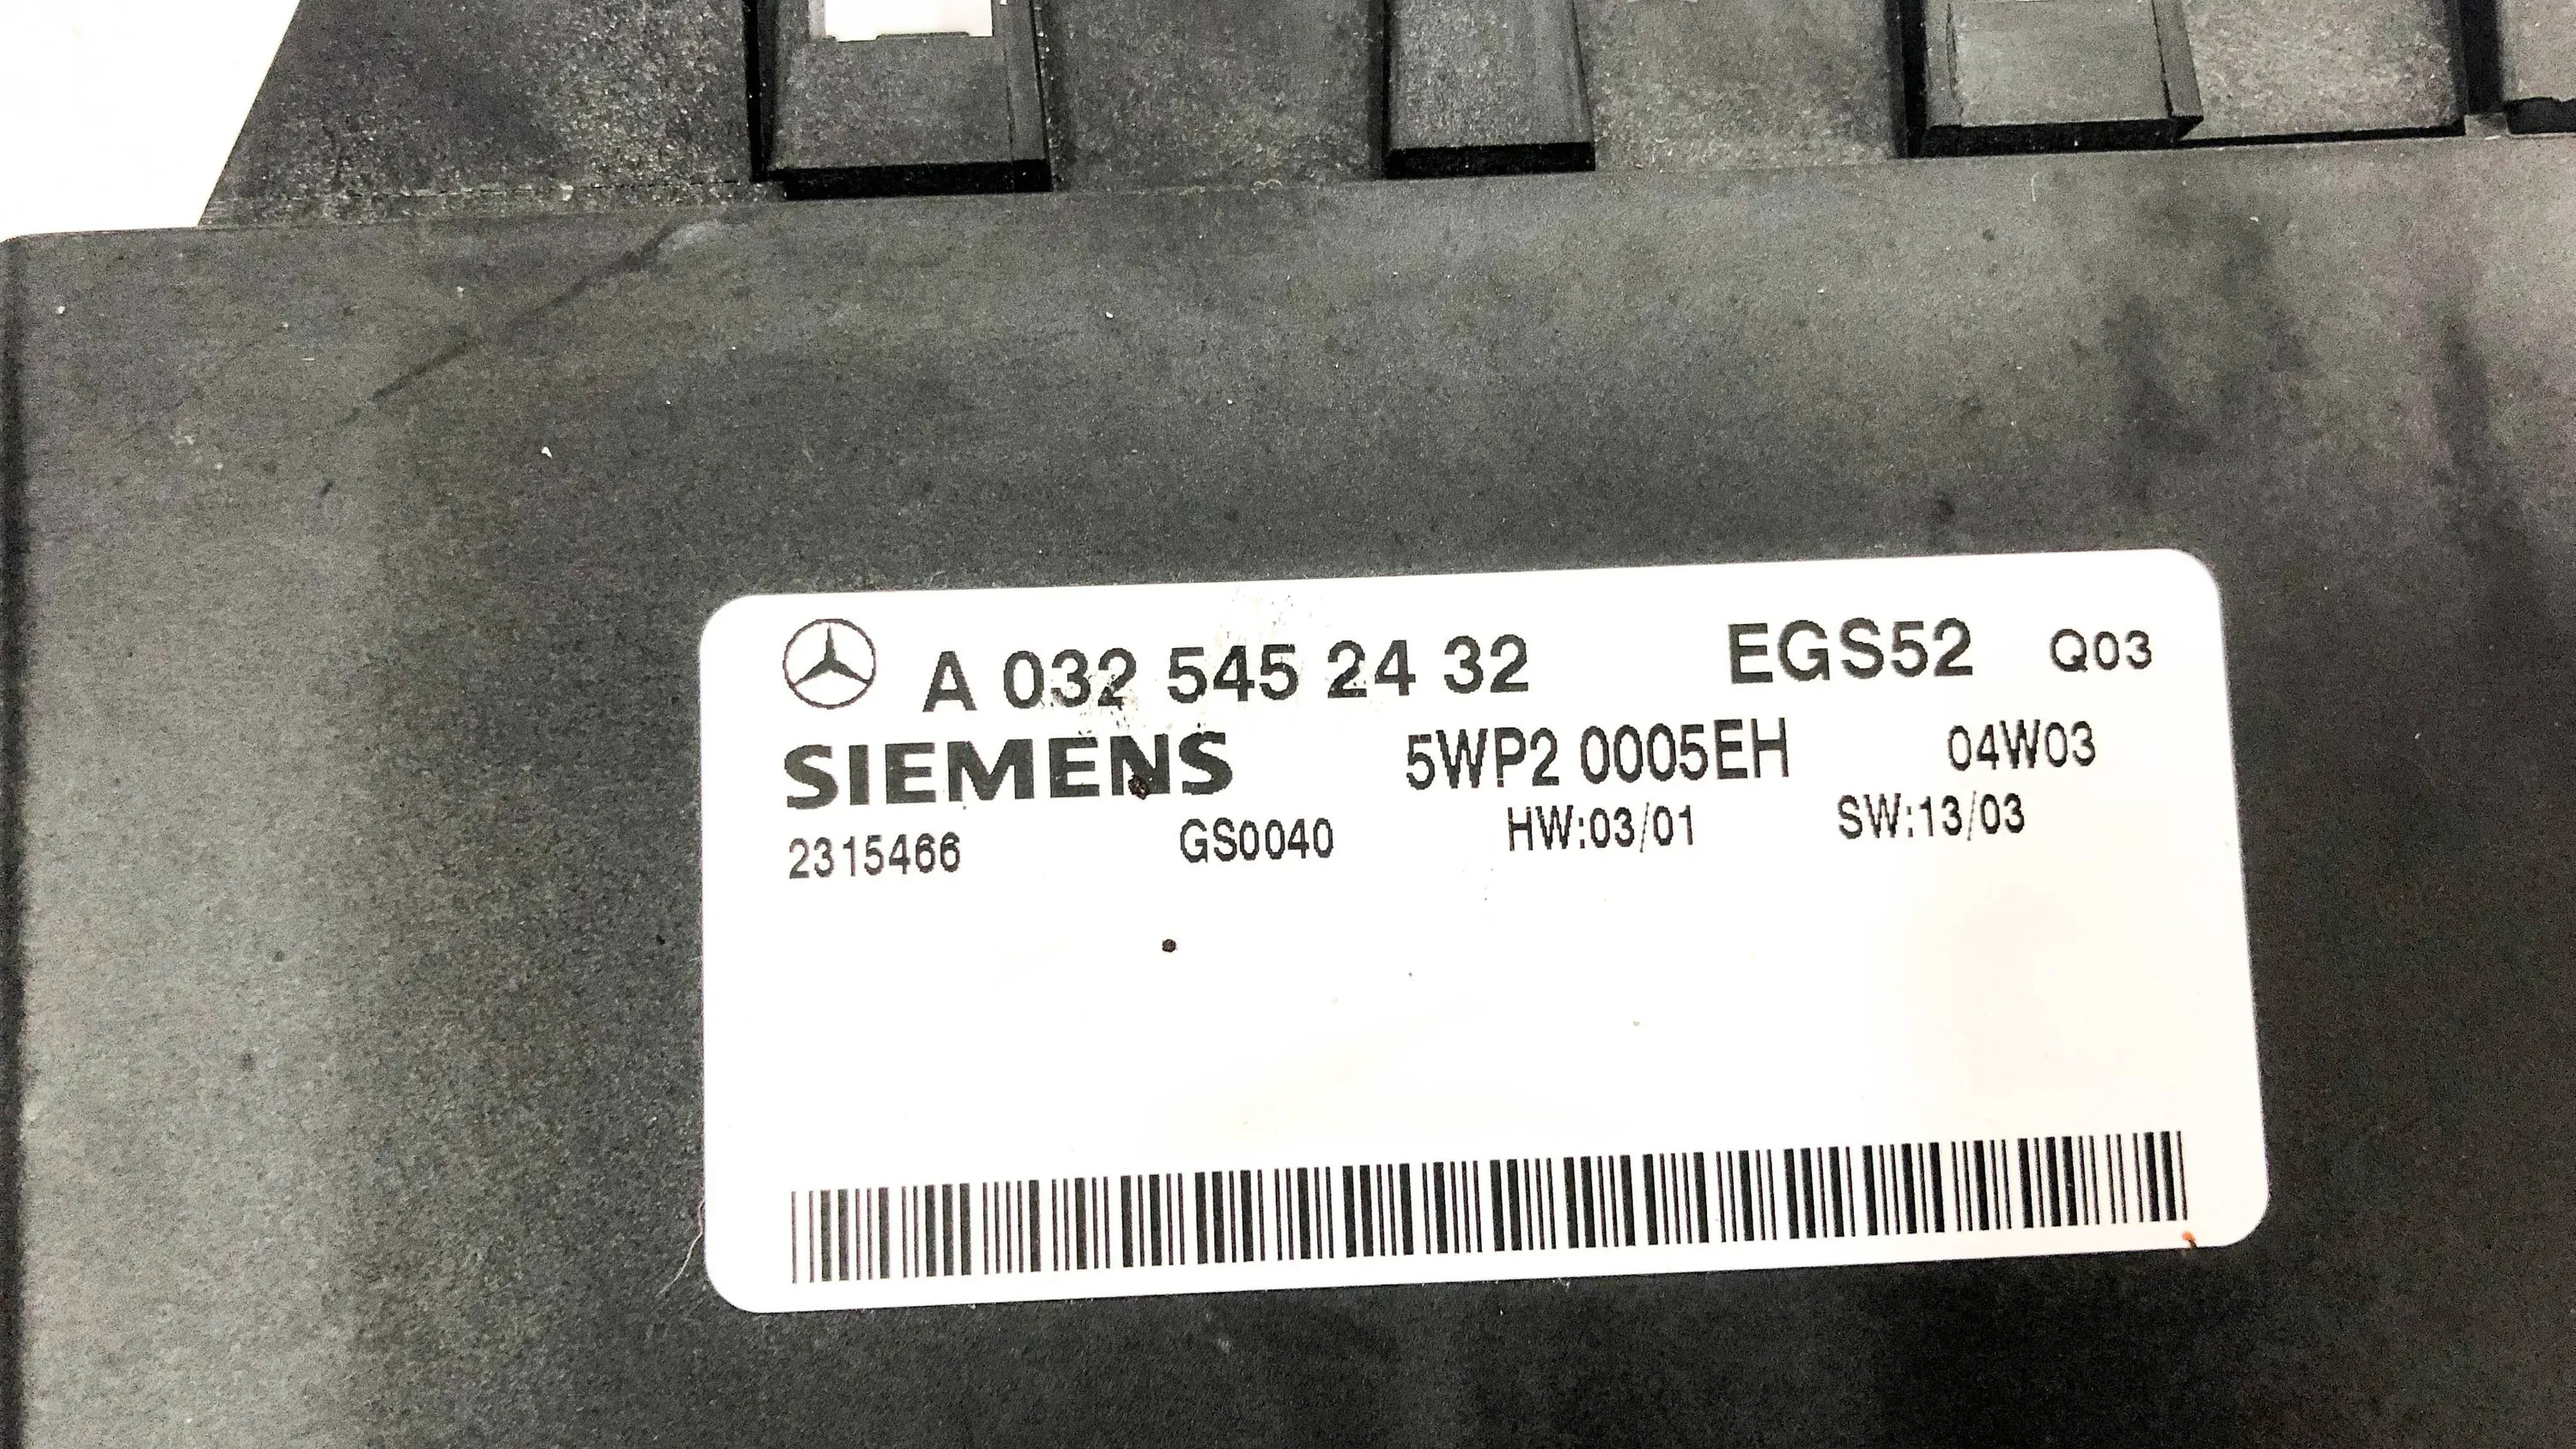 A 032 545 24 32 EGS52 Q03
SIEMENS 5WP2 0005EH 04W03
2315466 GS0040 HW:03/01 SW:13/03